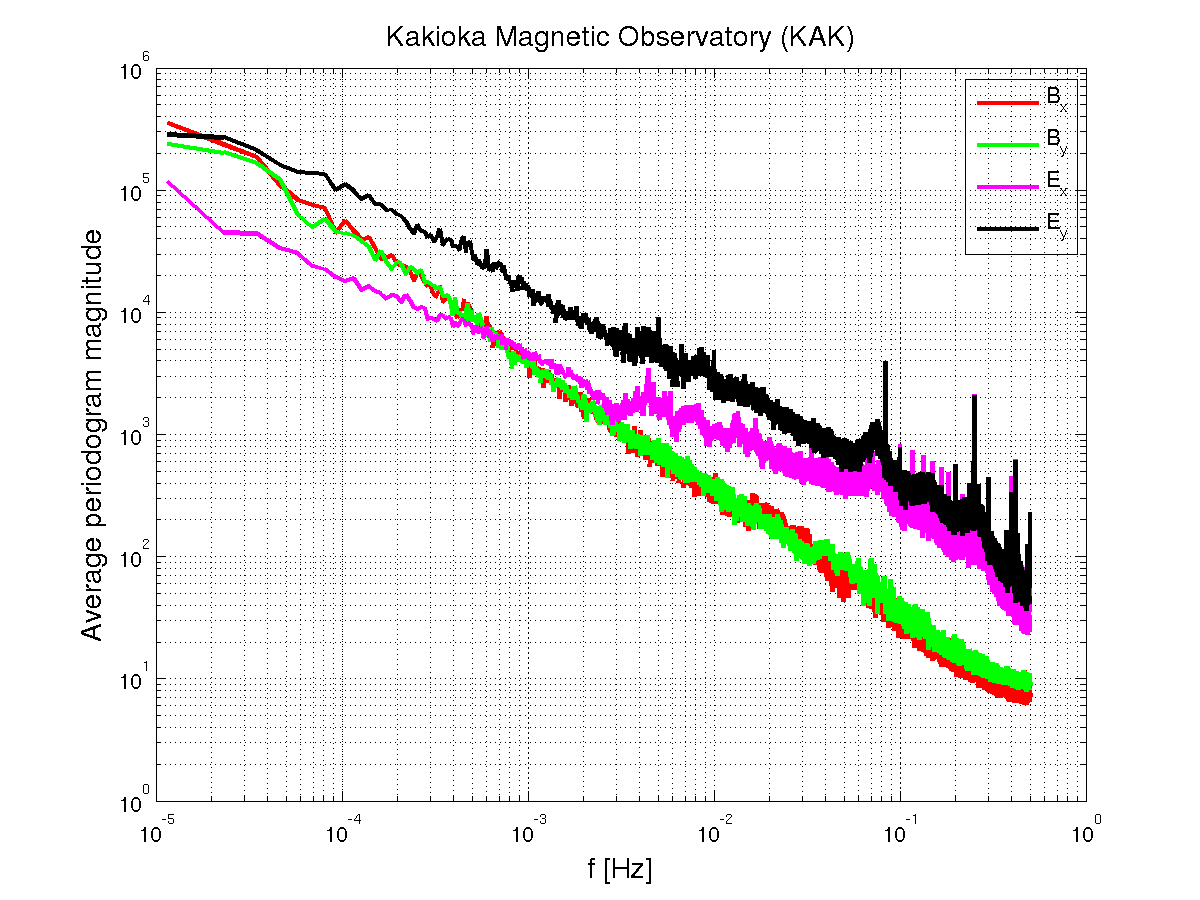 Kakioka Magnetic Observatory (KAK)
Average periodogram magnitude
10^6
10^5
10^4
10^3
10^2
10^1
10^0
10^-5 10^-4 10^-3 10^-2 10^-1 10^0
f [Hz]
B_x
B_y
E_x
E_y